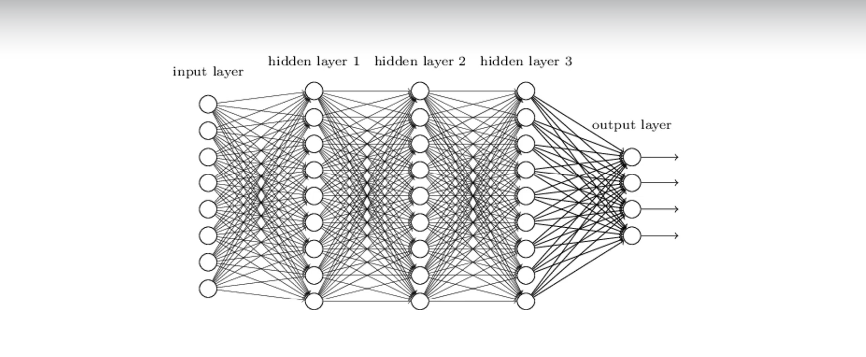 input layer
hidden layer 1
hidden layer 2
hidden layer 3
output layer